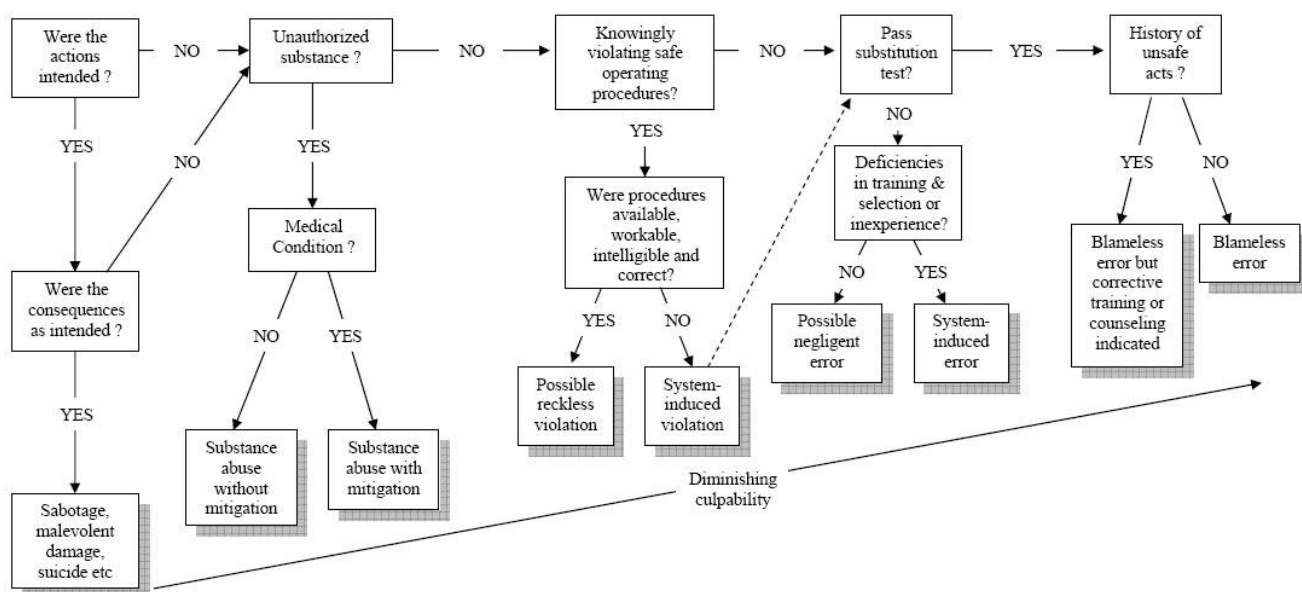 Were the
actions
intended ?
NO
Unauthorized
substance ?
NO
Knowingly
violating safe
operating
procedures?
NO
Pass
substitution
test?
YES
History of
unsafe
acts ?
YES
NO
YES
YES
NO
YES
NO
Were the
consequences
as intended ?
Medical
Condition ?
Were procedures
available,
workable,
intelligible and
correct?
Deficiencies
in training &
selection or
inexperience?
Blameless
error but
corrective
training or
counseling
indicated
Blameless
error
YES
NO
YES
YES
NO
NO
YES
Sabotage,
malevolent
damage,
suicide etc
Substance
abuse
without
mitigation
Substance
abuse with
mitigation
Possible
reckless
violation
System-
induced
violation
Possible
negligent
error
System-
induced
error
Diminishing
culpability